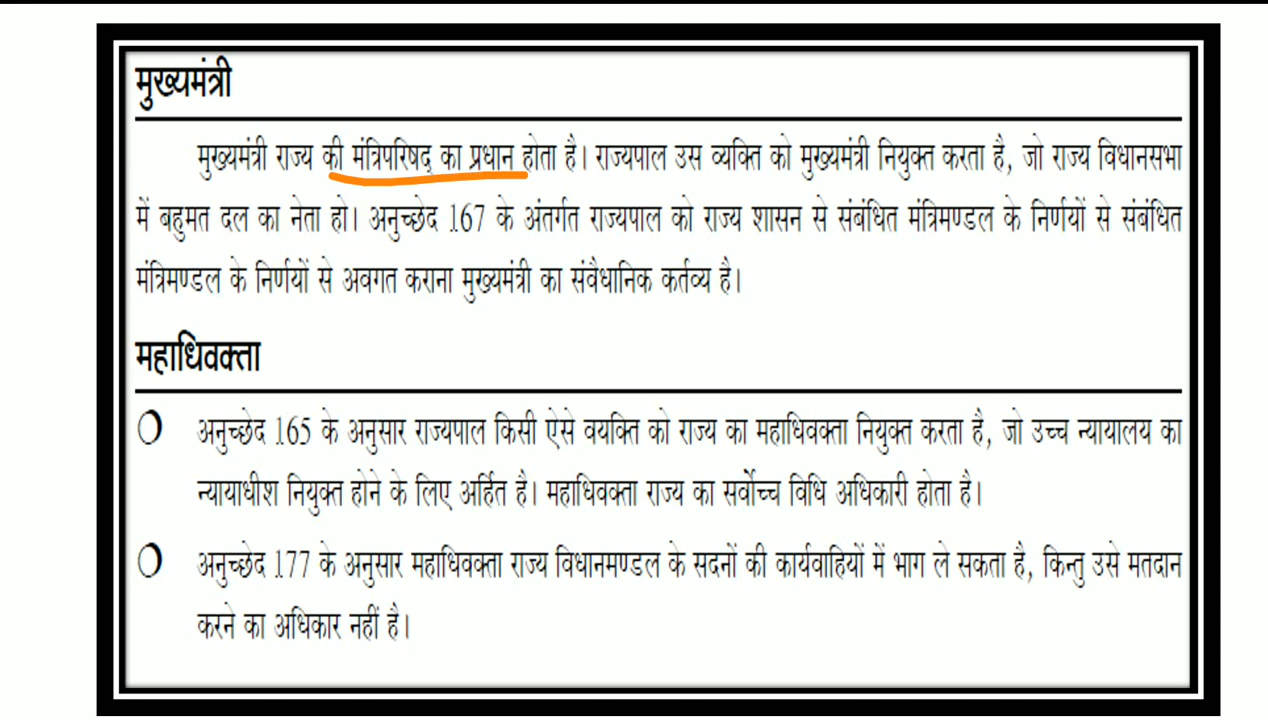 मुख्यमंत्री
मुख्यमंत्री राज्य की मंत्रिपरिषद् का प्रधान होता है। राज्यपाल उस व्यक्ति को मुख्यमंत्री नियुक्त करता है, जो राज्य विधानसभा
में बहुमत दल का नेता हो। अनुच्छेद 167 के अंतर्गत राज्यपाल को राज्य शासन से संबंधित मंत्रिमण्डल के निर्णयों से संबंधित
मंत्रिमण्डल के निर्णयों से अवगत कराना मुख्यमंत्री का संवैधानिक कर्तव्य है।
महाधिवक्ता
अनुच्छेद 165 के अनुसार राज्यपाल किसी ऐसे वयक्ति को राज्य का महाधिवक्ता नियुक्त करता है, जो उच्च न्यायालय का
न्यायाधीश नियुक्त होने के लिए अर्हित है। महाधिवक्ता राज्य का सर्वोच्च विधि अधिकारी होता है।
अनुच्छेद 177 के अनुसार महाधिवक्ता राज्य विधानमण्डल के सदनों की कार्यवाहियों में भाग ले सकता है, किन्तु उसे मतदान
करने का अधिकार नहीं है।